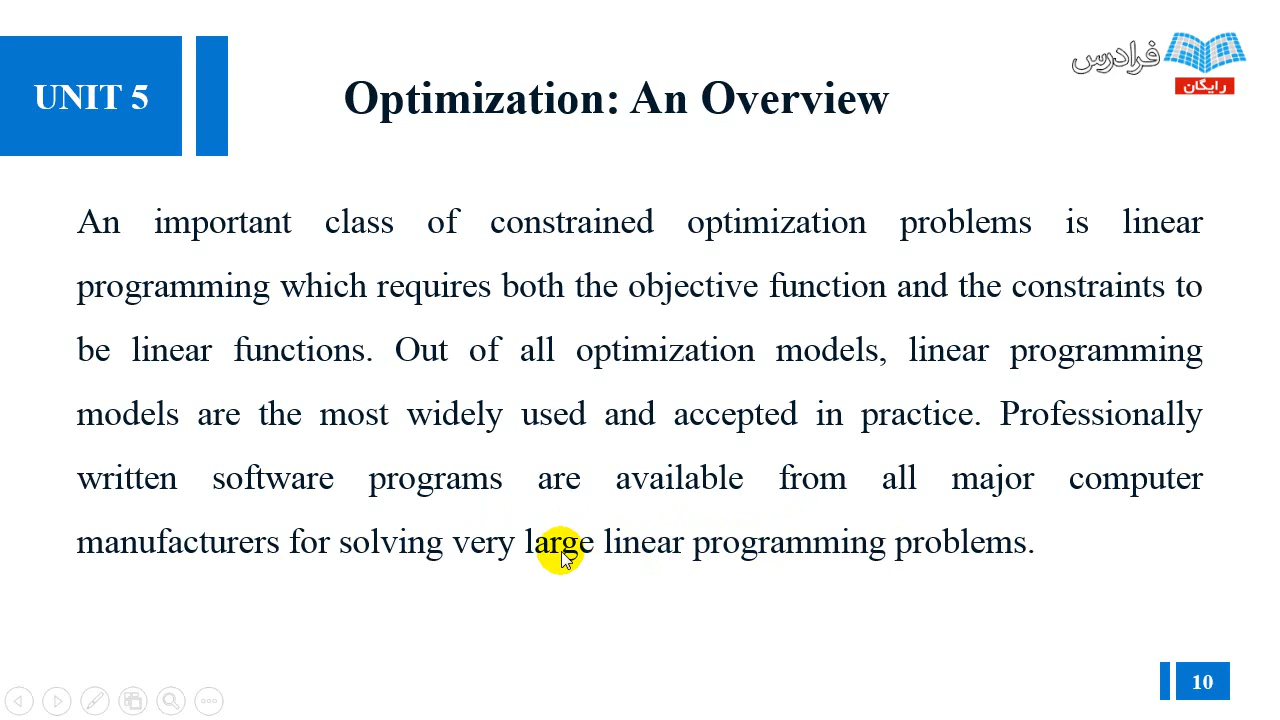 UNIT 5
Optimization: An Overview
فرادرس
رایگان
An important class of constrained optimization problems is linear
programming which requires both the objective function and the constraints to
be linear functions. Out of all optimization models, linear programming
models are the most widely used and accepted in practice. Professionally
written software programs are available from all major computer
manufacturers for solving very large linear programming problems.
10